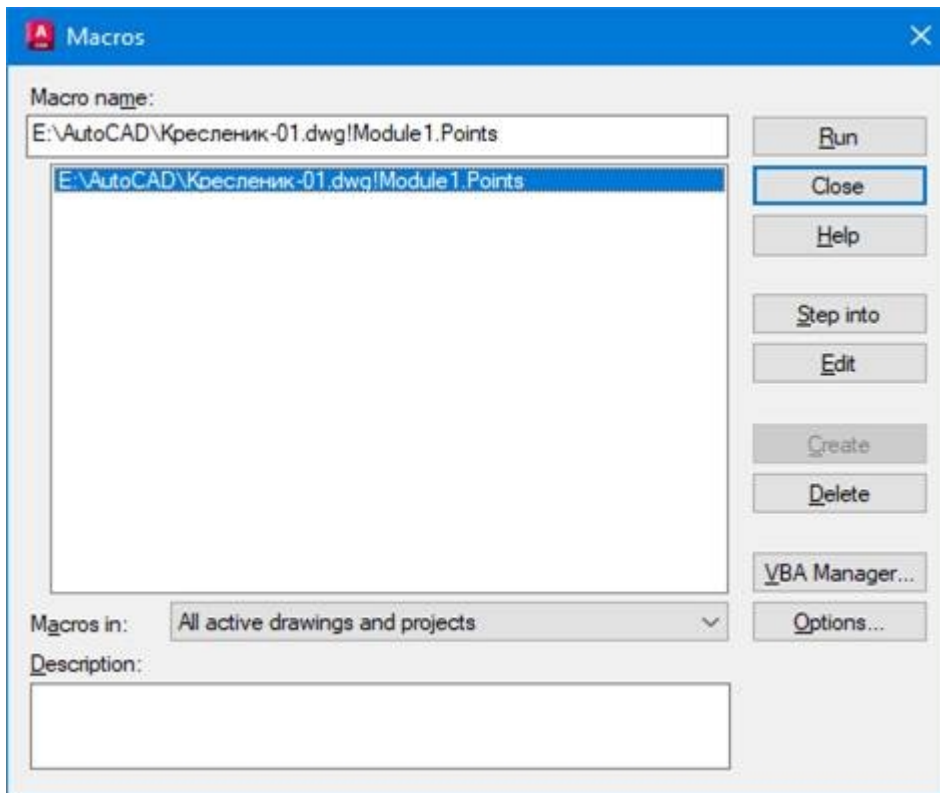 Macros
Macro name:
E:\AutoCAD\Кресленик-01.dwg!Module1.Points
E:\AutoCAD\Кресленик-01.dwg!Module1.Points
Run
Close
Help
Step into
Edit
Create
Delete
VBA Manager...
Macros in: All active drawings and projects
Options...
Description: